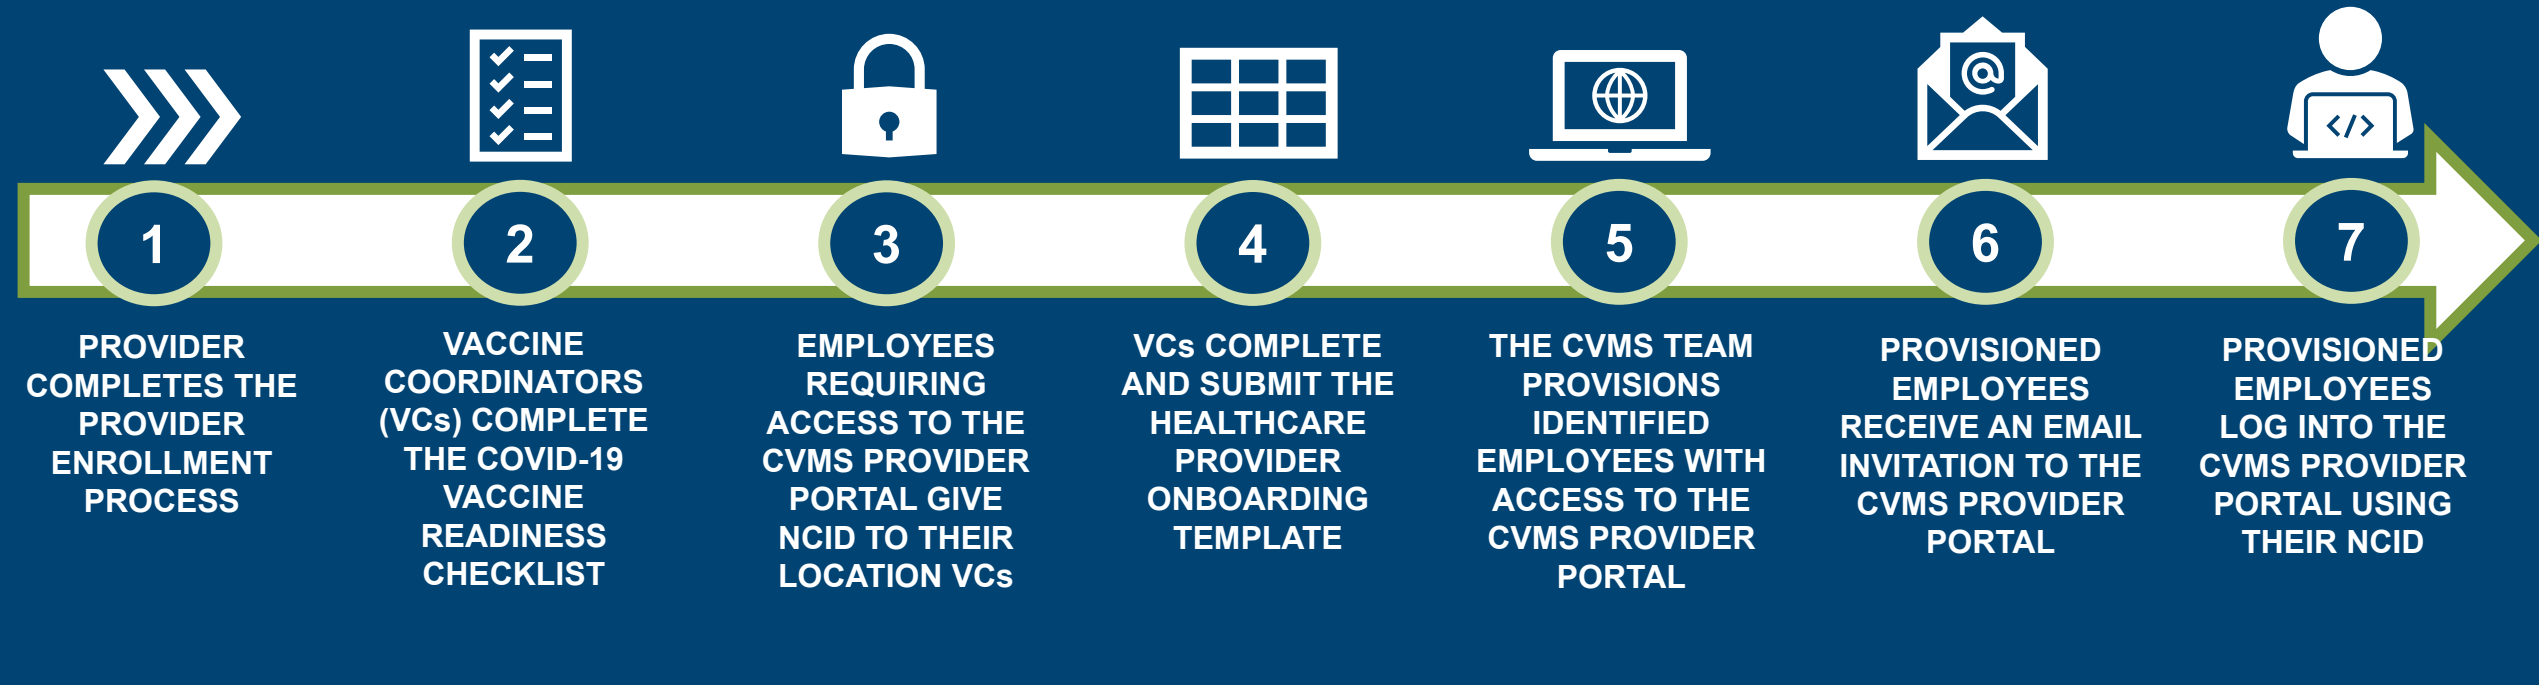 1
PROVIDER
COMPLETES THE
PROVIDER
ENROLLMENT
PROCESS
2
VACCINE
COORDINATORS
(VCs) COMPLETE
THE COVID-19
VACCINE
READINESS
CHECKLIST
3
EMPLOYEES
REQUIRING
ACCESS TO THE
CVMS PROVIDER
PORTAL GIVE
NCID TO THEIR
LOCATION VCs
4
VCs COMPLETE
AND SUBMIT THE
HEALTHCARE
PROVIDER
ONBOARDING
TEMPLATE
5
THE CVMS TEAM
PROVISIONS
IDENTIFIED
EMPLOYEES WITH
ACCESS TO THE
CVMS PROVIDER
PORTAL
@
6
PROVISIONED
EMPLOYEES
RECEIVE AN EMAIL
INVITATION TO THE
CVMS PROVIDER
PORTAL
</>
7
PROVISIONED
EMPLOYEES
LOG INTO THE
CVMS PROVIDER
PORTAL USING
THEIR NCID